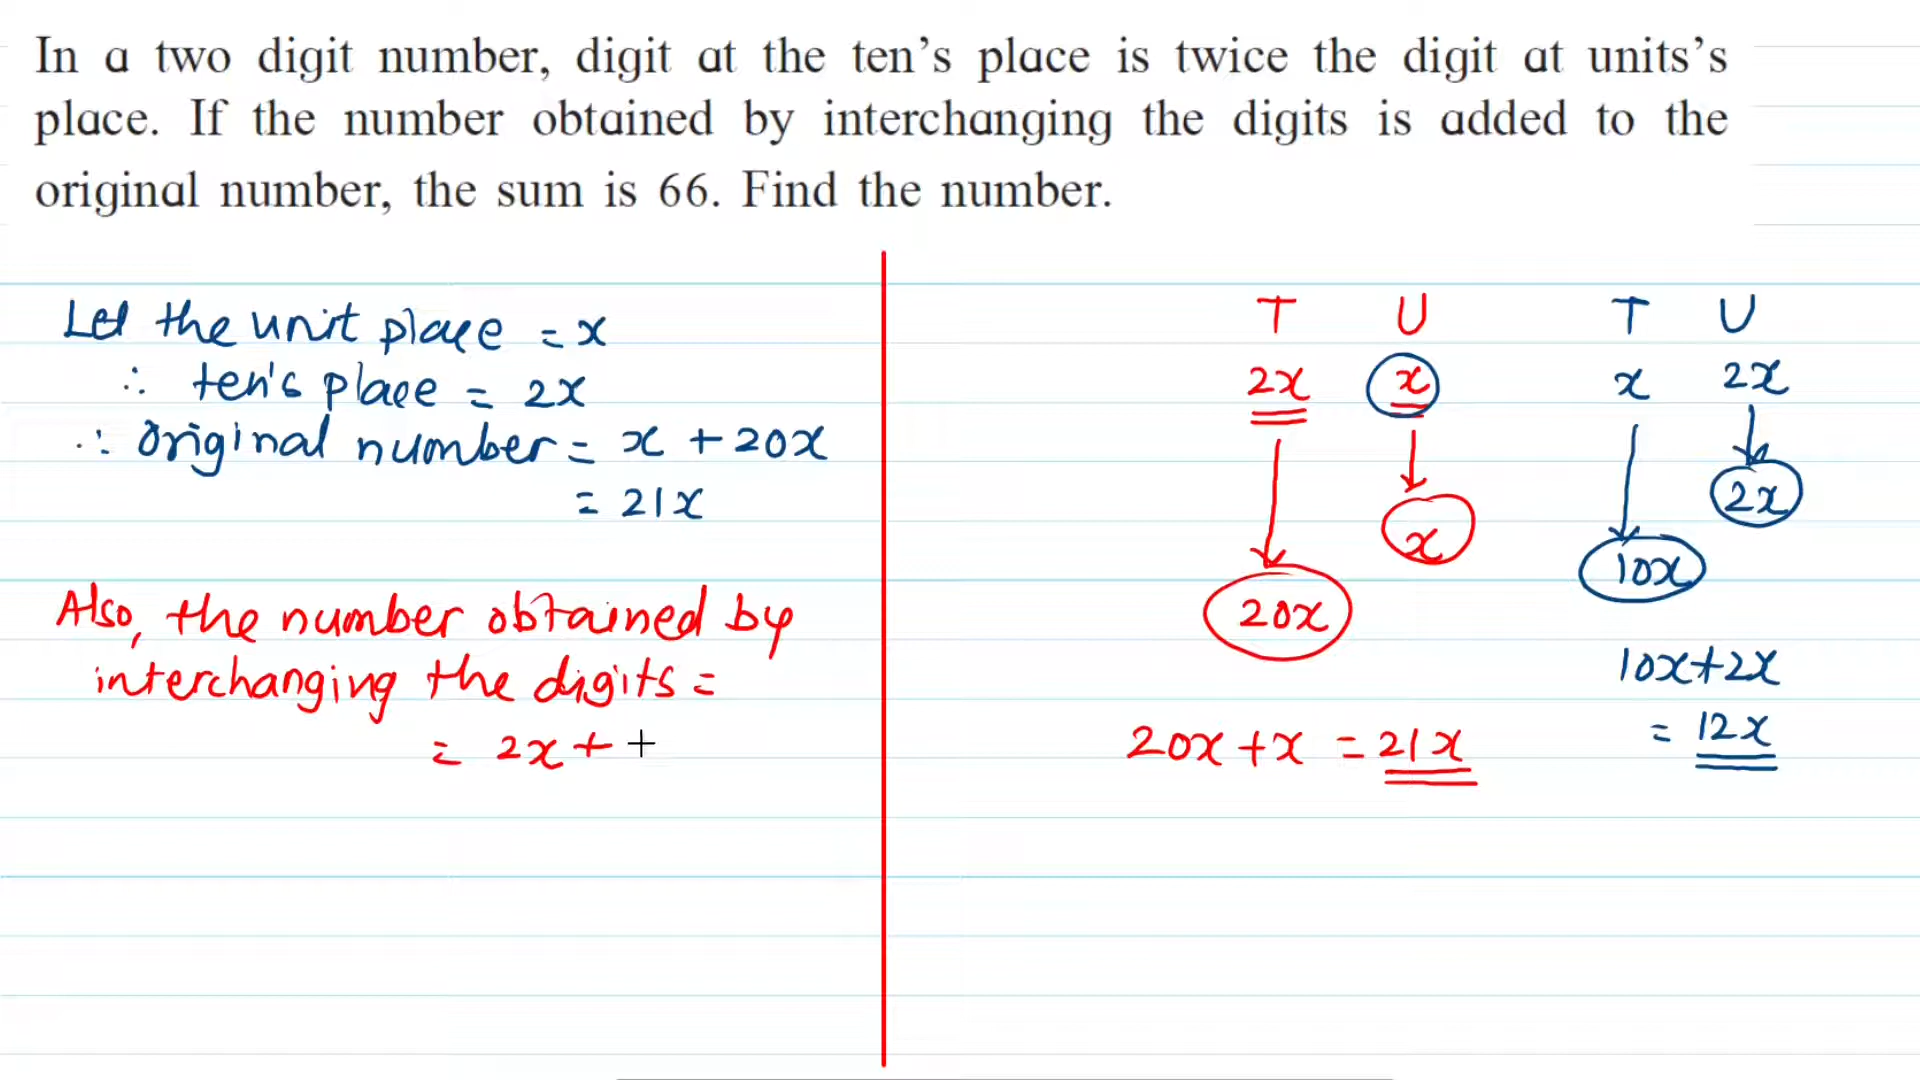 In a two digit number, digit at the ten's place is twice the digit at units's
place. If the number obtained by interchanging the digits is added to the
original number, the sum is 66. Find the number.
Let the unit place = x
∴ ten's place = 2x
∴ original number = x + 20x
= 21x
Also, the number obtained by
interchanging the digits =
= 2x +
T U
2x x
x
20x
20x + x = 21x
T U
x 2x
2x
10x
10x+2x
= 12x